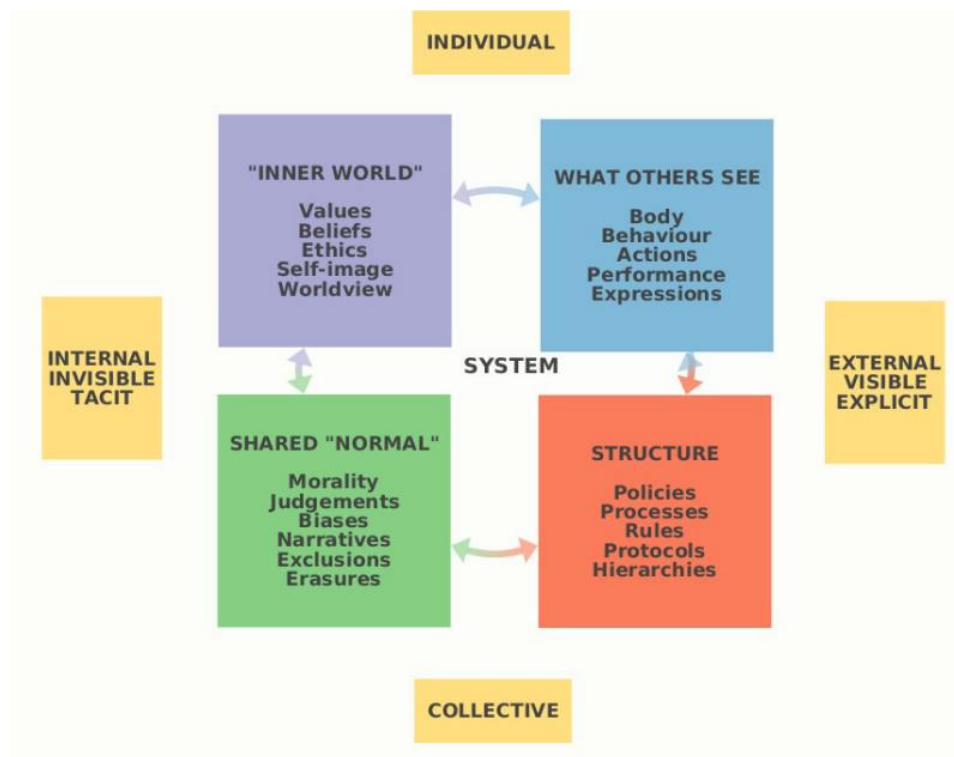 INDIVIDUAL
"INNER WORLD"
Values
Beliefs
Ethics
Self-image
Worldview
WHAT OTHERS SEE
Body
Behaviour
Actions
Performance
Expressions
INTERNAL
INVISIBLE
TACIT
SYSTEM
EXTERNAL
VISIBLE
EXPLICIT
SHARED "NORMAL"
Morality
Judgements
Biases
Narratives
Exclusions
Erasures
STRUCTURE
Policies
Processes
Rules
Protocols
Hierarchies
COLLECTIVE